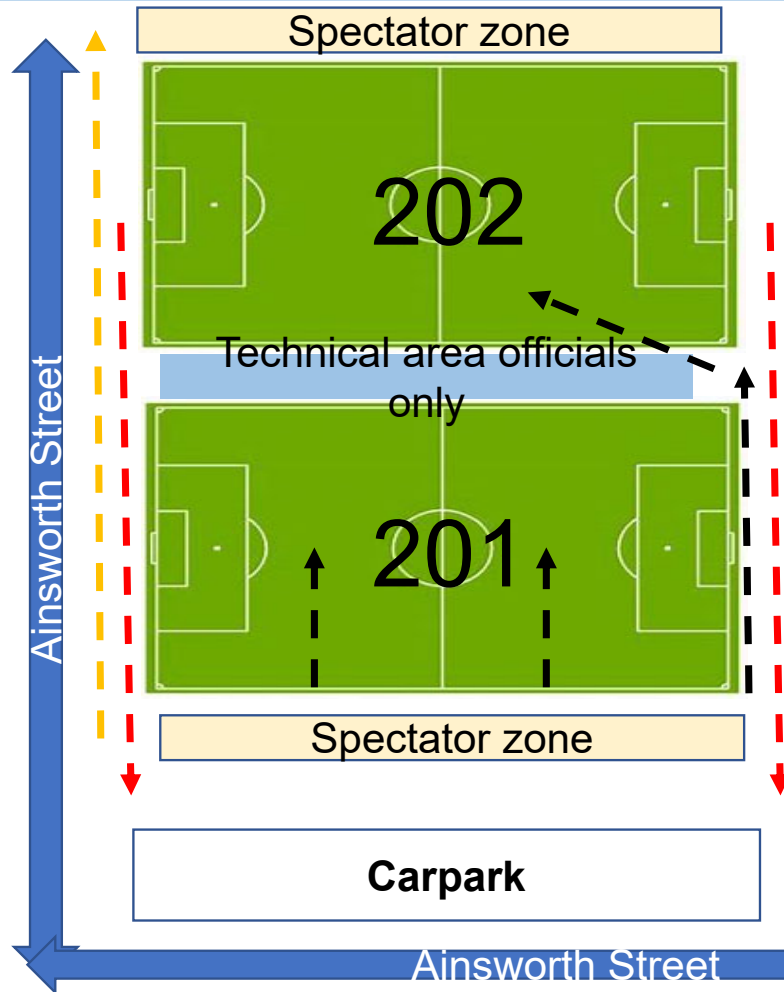 Spectator zone
202
Technical area officials
only
Ainsworth Street
201
Spectator zone
Carpark
Ainsworth Street